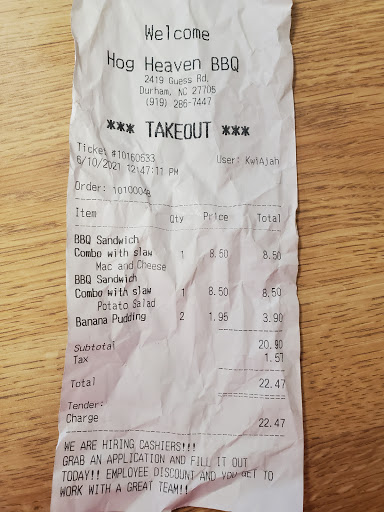 Welcome
Hog Heaven BBQ
2419 Guess Rd.
Durham, NC 27705
(919) 286-7447
*** TAKEOUT ***
Ticket #10160533 User: KwiAjah
6/10/2021 12:47:11 PM
Order: 10100048
Item Qty Price Total
BBQ Sandwich
Combo with slaw 1 8.50 8.50
Mac and Cheese
BBQ Sandwich
Combo with slaw 1 8.50 8.50
Potato Salad
Banana Pudding 2 1.95 3.90
Subtotal 20.90
Tax 1.57
Total 22.47
Tender:
Charge 22.47
WE ARE HIRING CASHIERS!!!
GRAB AN APPLICATION AND FILL IT OUT
TODAY!! EMPLOYEE DISCOUNT AND YOU GET TO
WORK WITH A GREAT TEAM!!